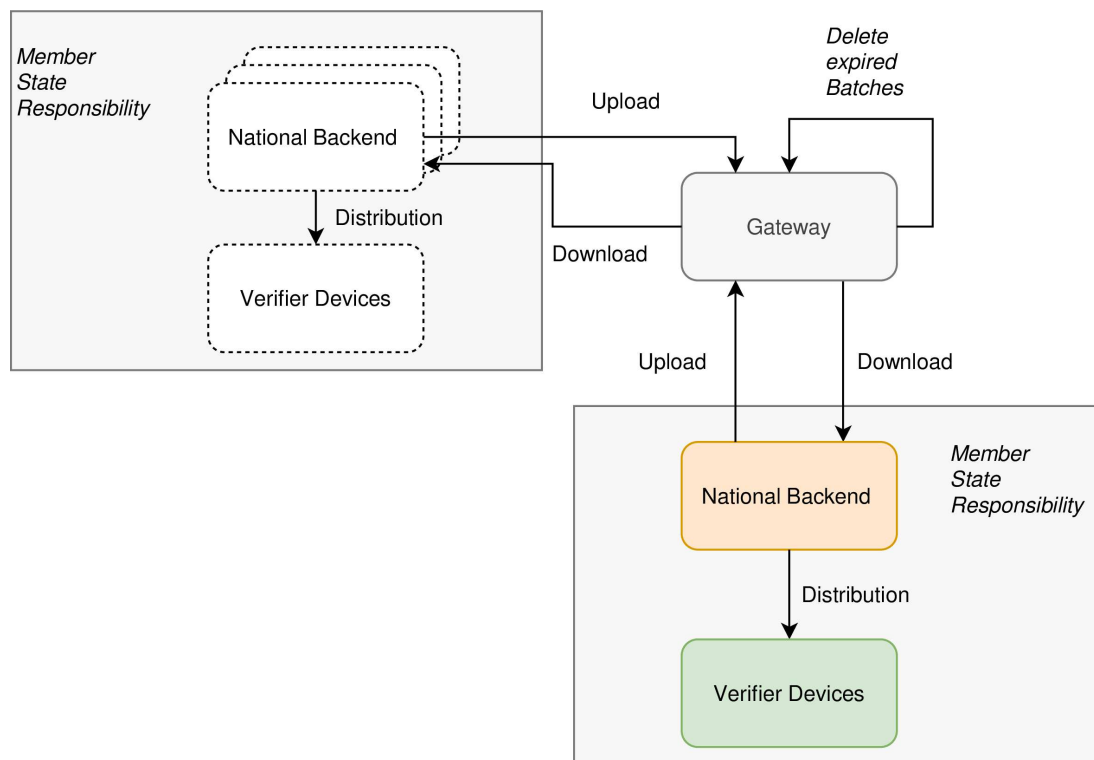 Member
State
Responsibility
National Backend
Distribution
Verifier Devices
Upload
Download
Delete
expired
Batches
Gateway
Upload
Download
Member
State
Responsibility
National Backend
Distribution
Verifier Devices